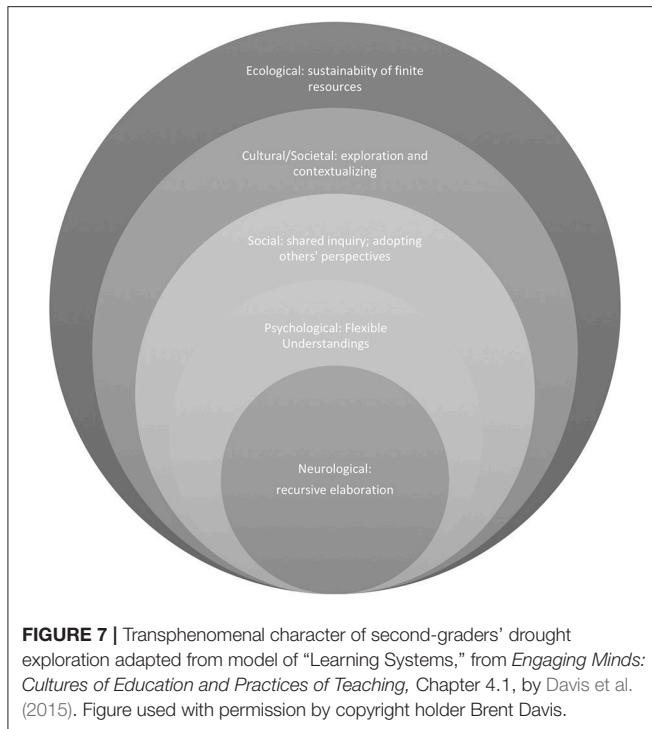 Ecological: sustainabiity of finite
resources
Cultural/Societal: exploration and
contextualizing
Social: shared inquiry; adopting
others' perspectives
Psychological: Flexible
Understandings
Neurological:
recursive elaboration
FIGURE 7 | Transphenomenal character of second-graders' drought
exploration adapted from model of “Learning Systems,” from Engaging Minds:
Cultures of Education and Practices of Teaching, Chapter 4.1, by Davis et al.
(2015). Figure used with permission by copyright holder Brent Davis.